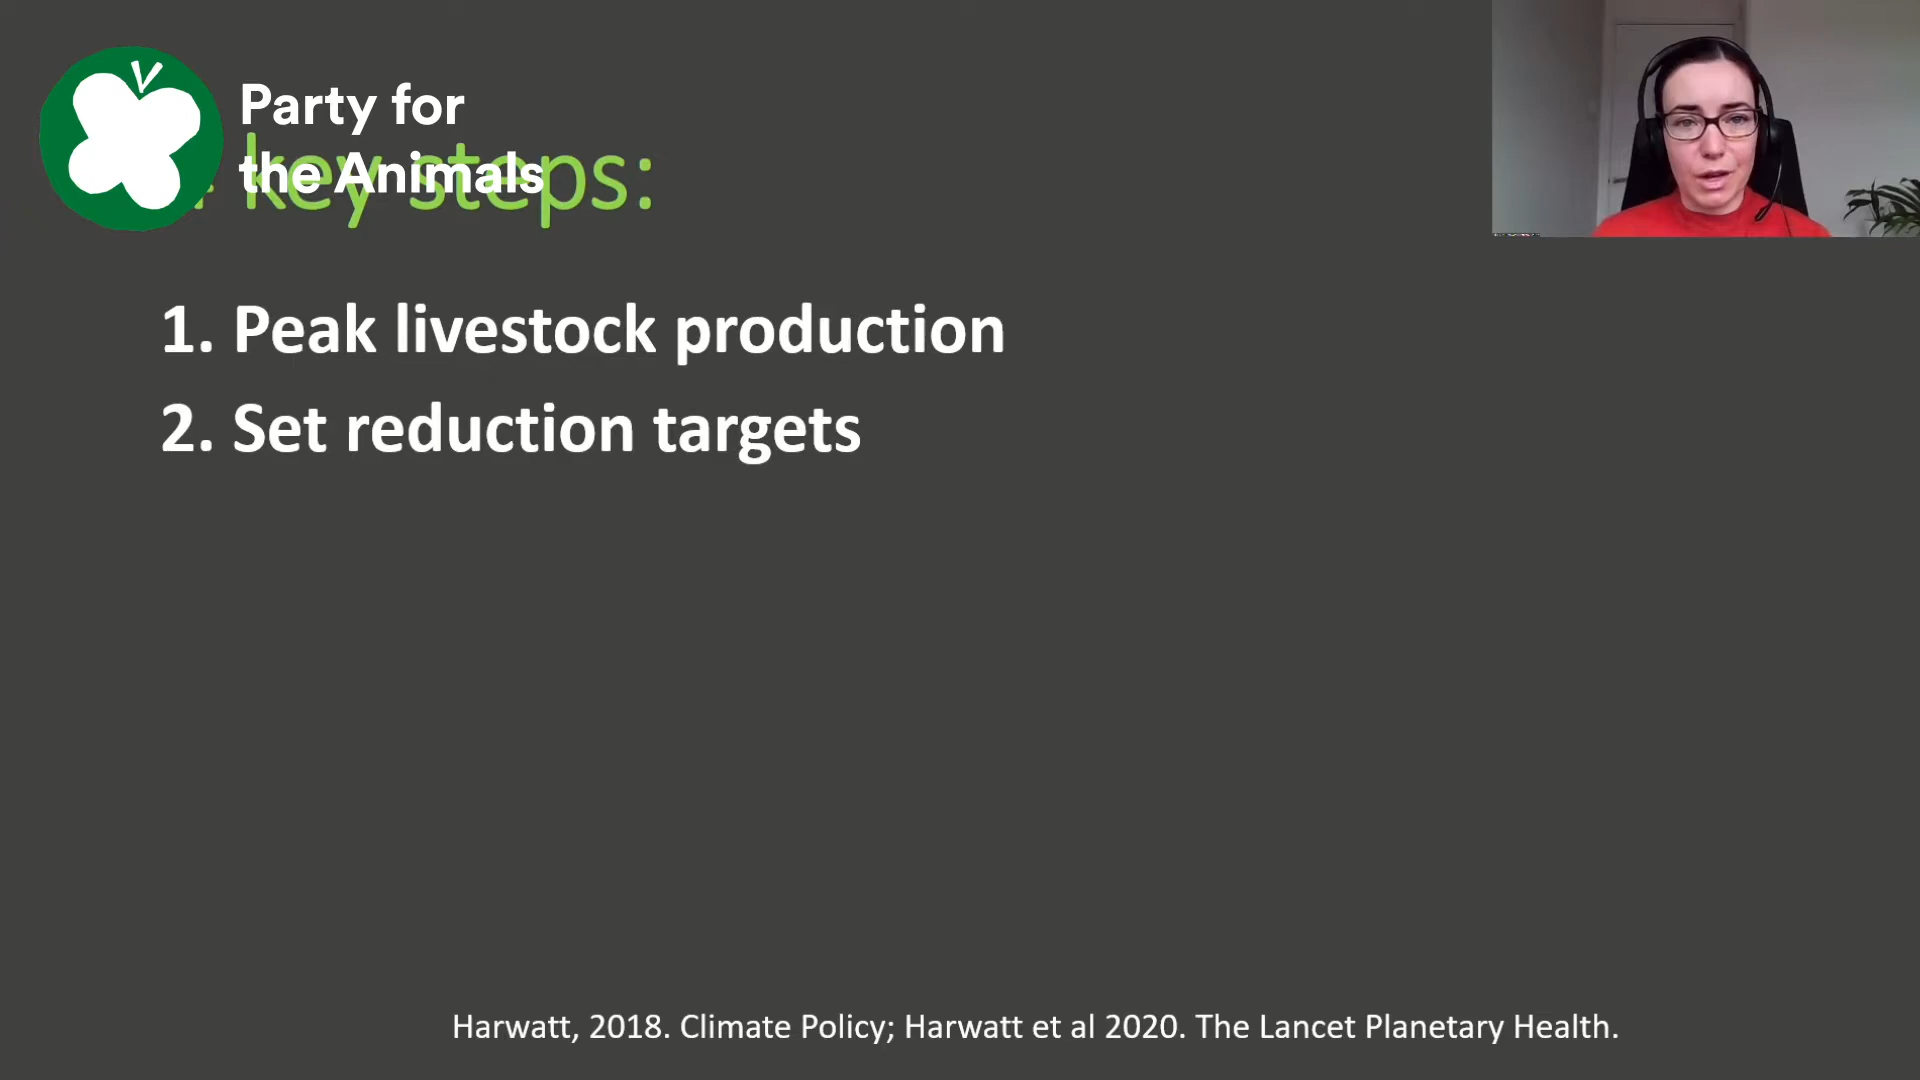 Party for
the Animals
key steps:
1. Peak livestock production
2. Set reduction targets
Harwatt, 2018. Climate Policy; Harwatt et al 2020. The Lancet Planetary Health.